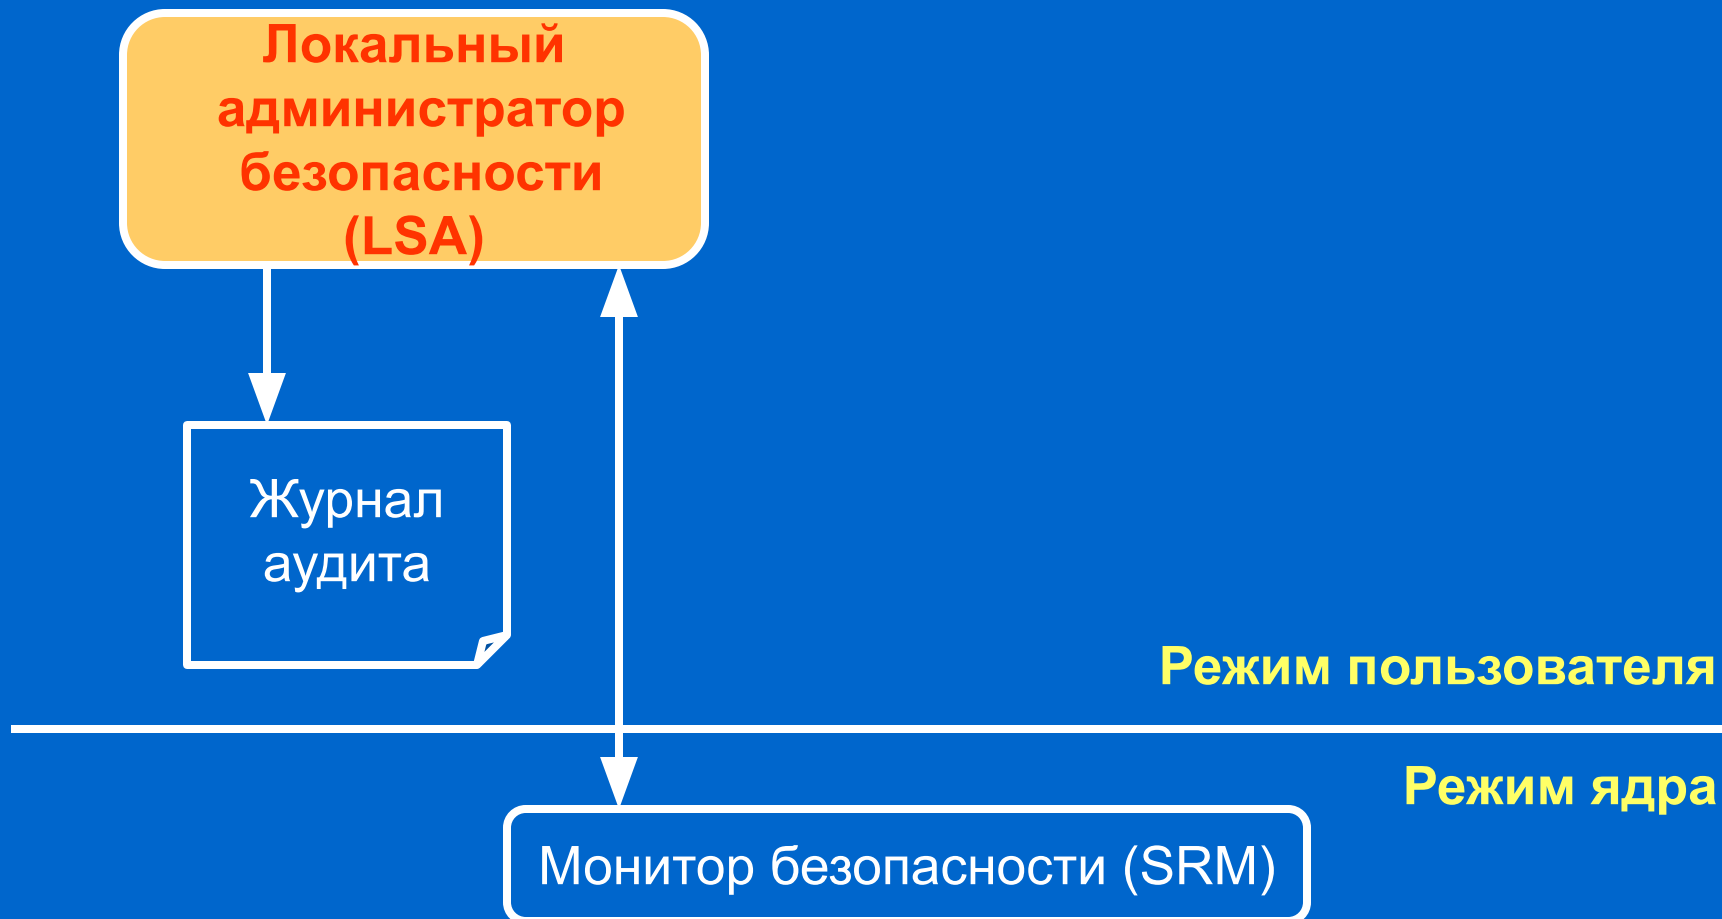 Локальный
администратор
безопасности
(LSA)
Журнал
аудита
Режим пользователя
Режим ядра
Монитор безопасности (SRM)